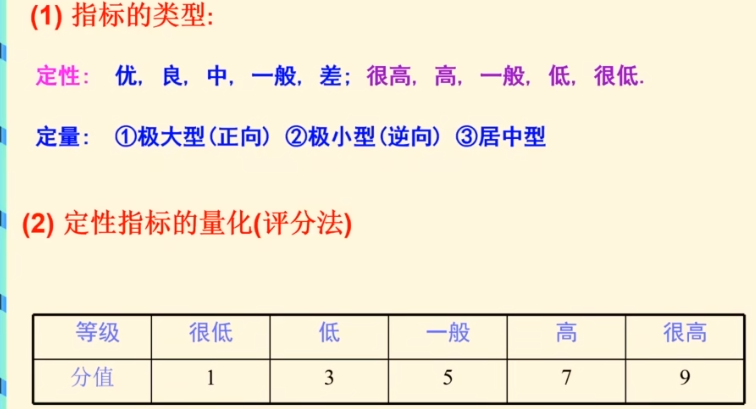 (1) 指标的类型:
定性: 优, 良, 中, 一般, 差; 很高, 高, 一般, 低, 很低.
定量: ①极大型(正向) ②极小型(逆向) ③居中型
(2) 定性指标的量化(评分法)
等级 很低 低 一般 高 很高
分值 1 3 5 7 9